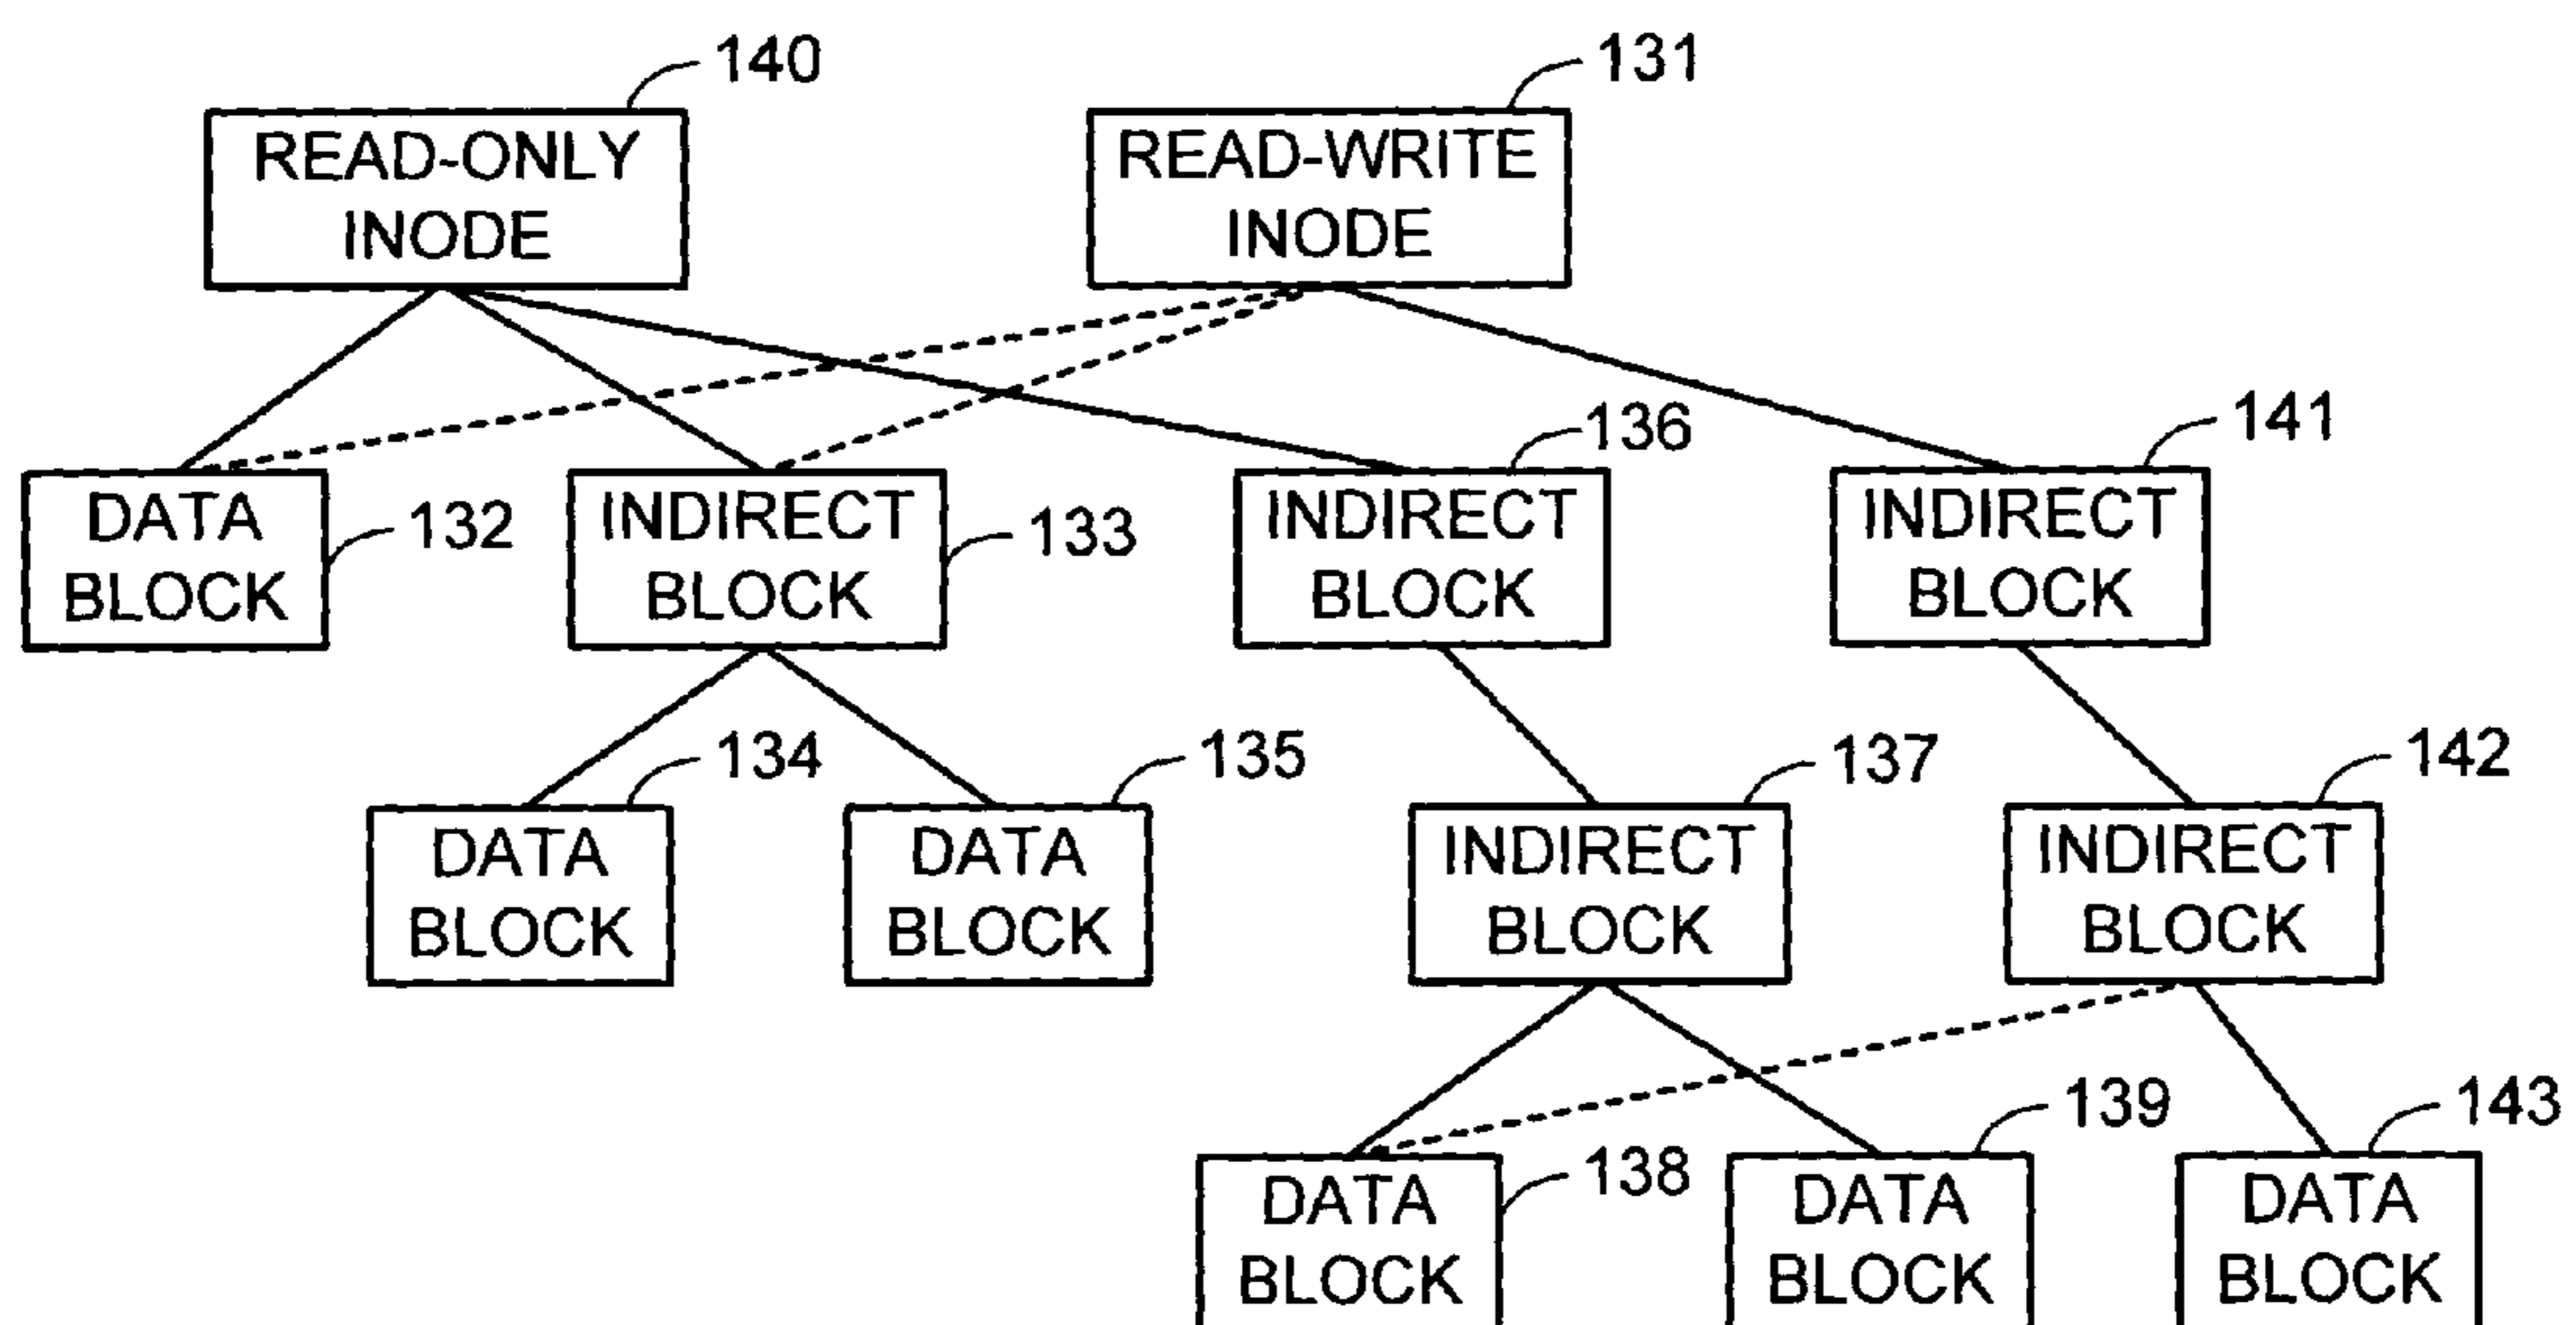 140
131
READ-ONLY
INODE
READ-WRITE
INODE
136
141
DATA
BLOCK
132
INDIRECT
BLOCK
133
INDIRECT
BLOCK
INDIRECT
BLOCK
134
135
137
142
DATA
BLOCK
DATA
BLOCK
INDIRECT
BLOCK
INDIRECT
BLOCK
138
139
143
DATA
BLOCK
DATA
BLOCK
DATA
BLOCK